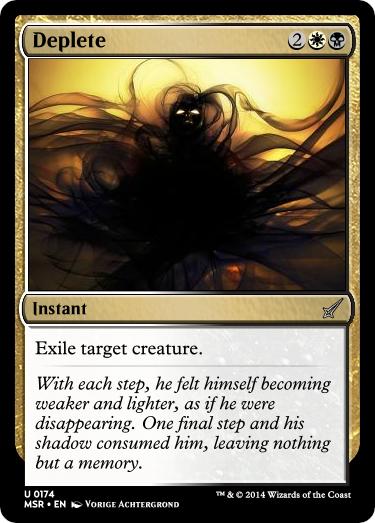 Deplete 2
Instant
Exile target creature.
With each step, he felt himself becoming
weaker and lighter, as if he were
disappearing. One final step and his
shadow consumed him, leaving nothing
but a memory.
U 0174
MSR • EN Vorige Achtergrond
™ & © 2014 Wizards of the Coast